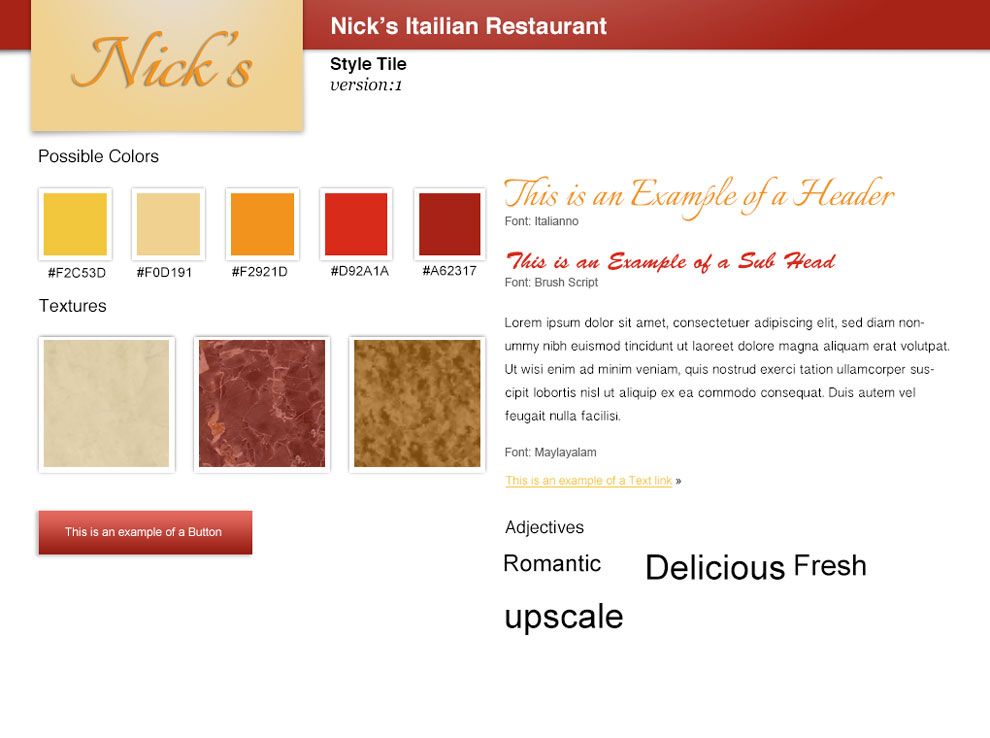 Nick's
Nick’s Itailian Restaurant
Style Tile
version:1
Possible Colors
#F2C53D
#F0D191
#F2921D
#D92A1A
#A62317
Textures
This is an example of a Button
This is an Example of a Header
Font: Italianno
This is an Example of a Sub Head
Font: Brush Script
Lorem ipsum dolor sit amet, consectetuer adipiscing elit, sed diam non-
ummy nibh euismod tincidunt ut laoreet dolore magna aliquam erat volutpat.
Ut wisi enim ad minim veniam, quis nostrud exerci tation ullamcorper sus-
cipit lobortis nisl ut aliquip ex ea commodo consequat. Duis autem vel
feugait nulla facilisi.
Font: Maylayalam
This is an example of a Text link »
Adjectives
Romantic
Delicious Fresh
upscale